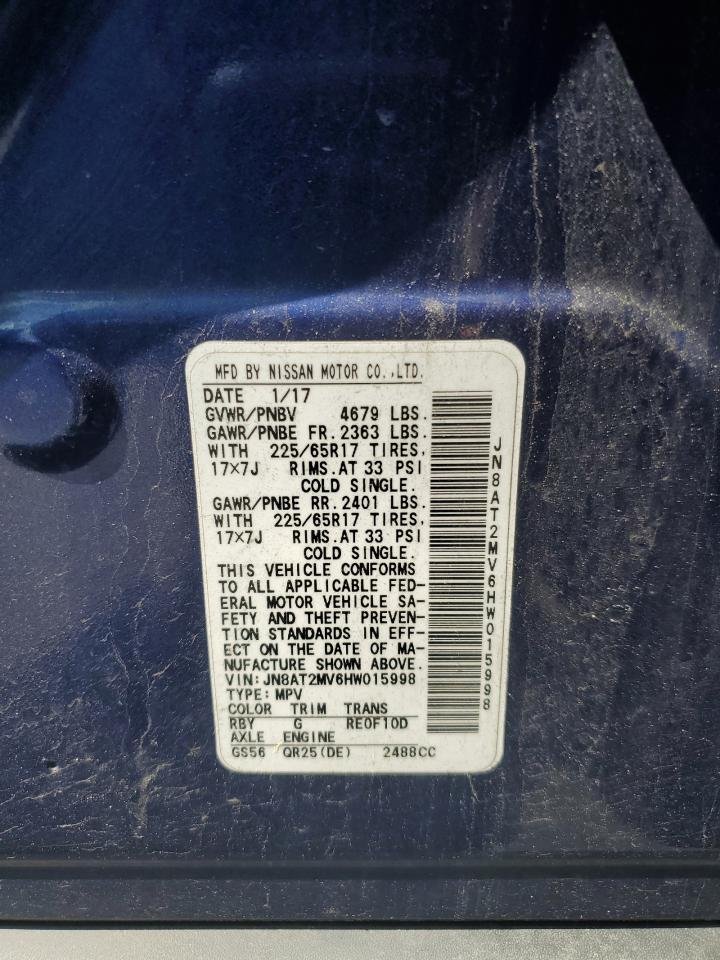 MFD BY NISSAN MOTOR CO.,LTD.
DATE 1/17
GVWR/PNBV 4679 LBS.
GAWR/PNBE FR. 2363 LBS.
WITH 225/65R17 TIRES,
17×7J RIMS.AT 33 PSI
COLD SINGLE.
GAWR/PNBE RR. 2401 LBS.
WITH 225/65R17 TIRES,
17×7J RIMS.AT 33 PSI
COLD SINGLE.
THIS VEHICLE CONFORMS
TO ALL APPLICABLE FED-
ERAL MOTOR VEHICLE SA-
FETY AND THEFT PREVEN-
TION STANDARDS IN EFF-
ECT ON THE DATE OF MA-
NUFACTURE SHOWN ABOVE.
VIN:JN8AT2MV6HW015998
TYPE:MPV
COLOR TRIM TRANS
RBY G RE0F10D
AXLE ENGINE
GS56 QR25(DE) 2488CC
JN8AT2MV6HW015998